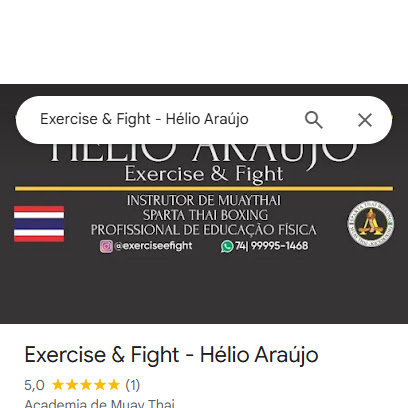 Exercise & Fight - Hélio Araújo
HÉLIO ARAÚJO
Exercise & Fight
INSTRUTOR DE MUAYTHAI
SPARTA THAI BOXING
PROFISSIONAL DE EDUCAÇÃO FÍSICA
@exerciseefight 74| 99995-1468
Exercise & Fight - Hélio Araújo
5,0 (1)
Academia de Muay Thai